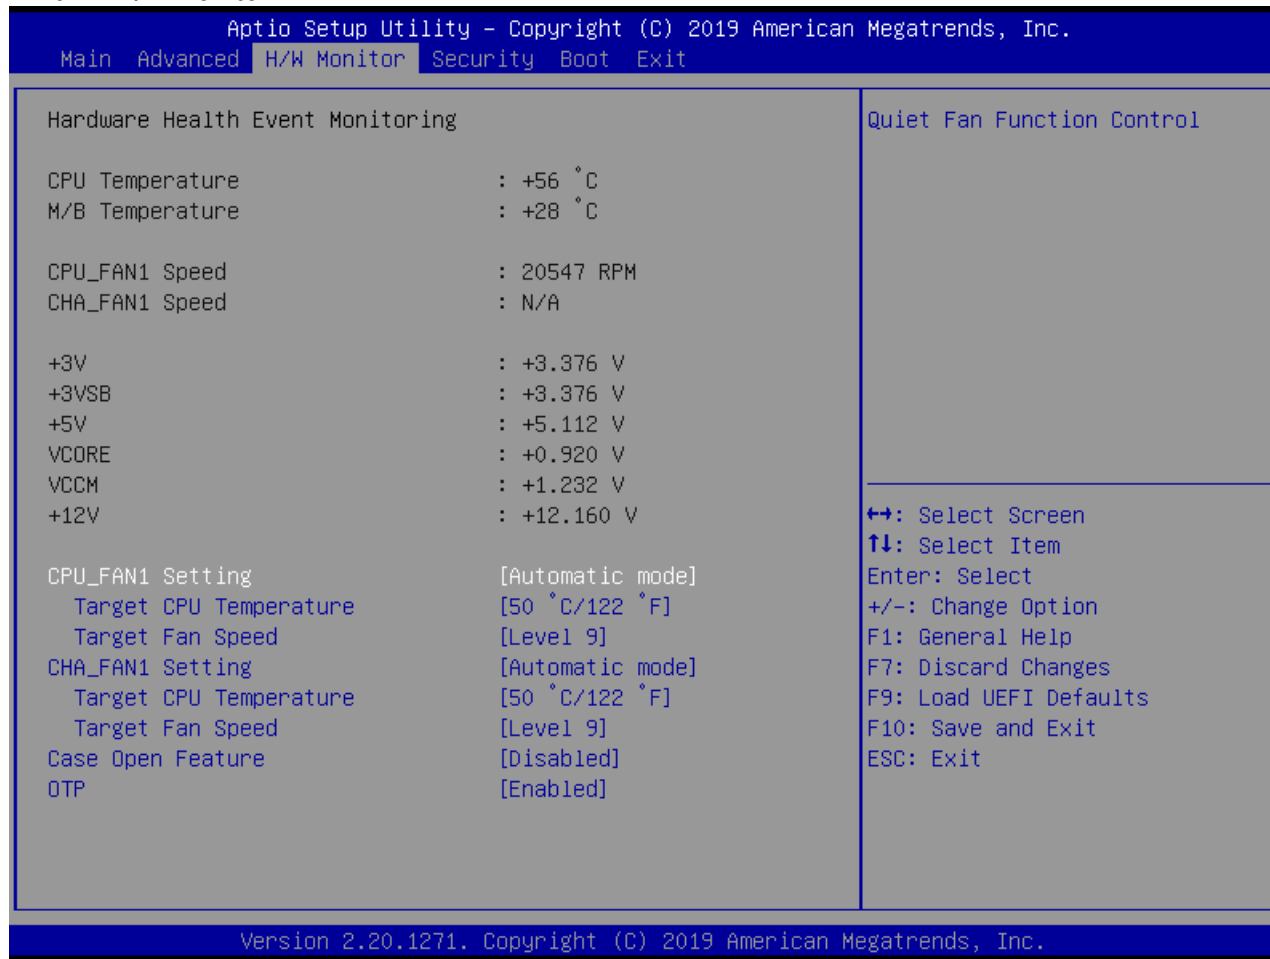 Aptio Setup Utility – Copyright (C) 2019 American Megatrends, Inc.
Main Advanced H/W Monitor Security Boot Exit
Hardware Health Event Monitoring
CPU Temperature : +56 °C
M/B Temperature : +28 °C
CPU_FAN1 Speed : 20547 RPM
CHA_FAN1 Speed : N/A
+3V : +3.376 V
+3VSB : +3.376 V
+5V : +5.112 V
VCORE : +0.920 V
VCCM : +1.232 V
+12V : +12.160 V
CPU_FAN1 Setting [Automatic mode]
Target CPU Temperature [50 °C/122 °F]
Target Fan Speed [Level 9]
CHA_FAN1 Setting [Automatic mode]
Target CPU Temperature [50 °C/122 °F]
Target Fan Speed [Level 9]
Case Open Feature [Disabled]
OTP [Enabled]
Quiet Fan Function Control
↔: Select Screen
↑↓: Select Item
Enter: Select
+/-: Change Option
F1: General Help
F7: Discard Changes
F9: Load UEFI Defaults
F10: Save and Exit
ESC: Exit
Version 2.20.1271. Copyright (C) 2019 American Megatrends, Inc.